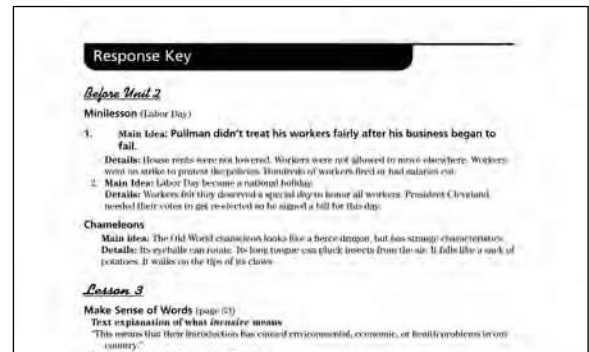 Response Key
Before Unit 2
Minilesson (Labor Day)
1. Main Idea: Pullman didn't treat his workers fairly after his business began to
fail.
Details: House rents were not lowered. Workers were not allowed to move elsewhere. Workers
went on strike to protest the policies. Hundreds of workers fired or had salaries cut.
2. Main Idea: Labor Day became a national holiday.
Details: Workers felt they deserved a special day to honor all workers. President Cleveland
needed their votes to get re-elected so he signed a bill for this day.
Chameleons
Main idea: The Old World chameleon looks like a fierce dragon, but has strange characteristics.
Details: Its eyeballs can rotate. Its long tongue can pluck insects from the air. It falls like a sack of
potatoes. It walks on the tips of its claws.
Lesson 3
Make Sense of Words (page 53)
Text explanation of what invasive means
"This means that their introduction has caused environmental, economic, or health problems in our
country."